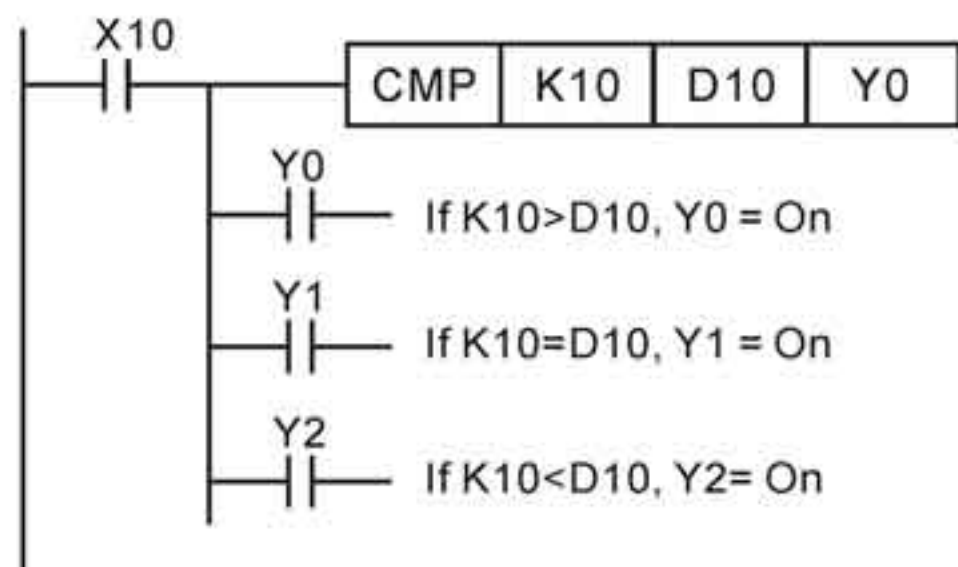 X10
CMP K10 D10 Y0
Y0
If K10>D10, Y0 = On
Y1
If K10=D10, Y1 = On
Y2
If K10<D10, Y2= On